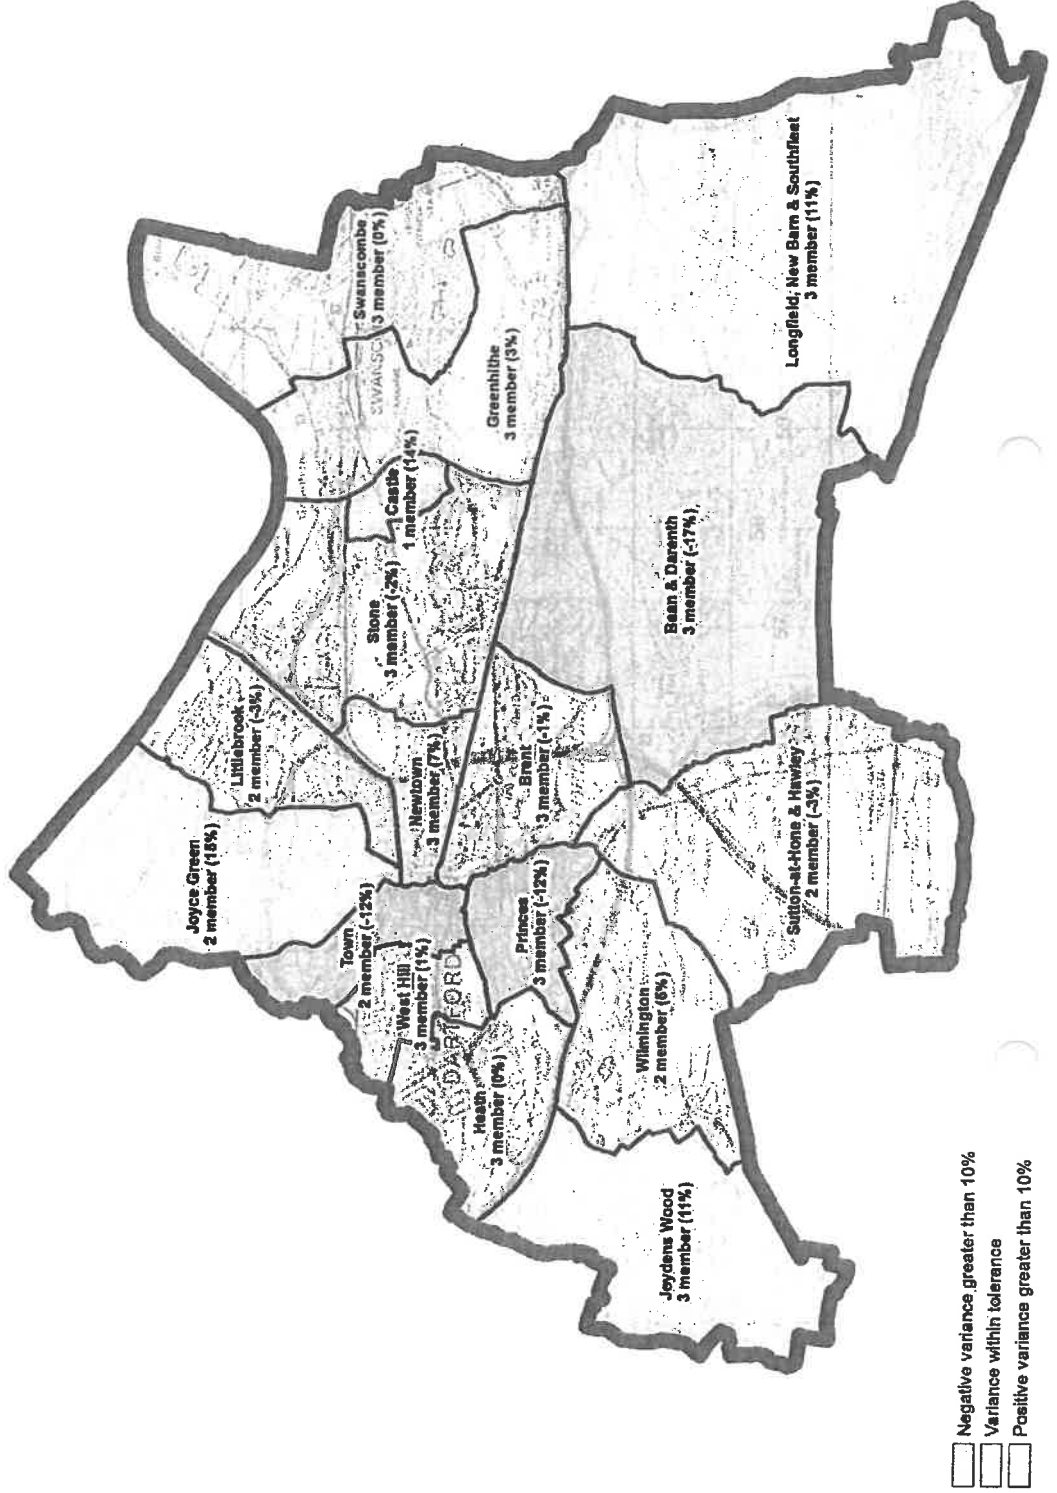 Joyce Green
2 member (15%)
Littlebrook
2 member (-3%)
Town
2 member (-12%)
West Hill
3 member (1%)
DARTFORD
Heath
3 member (0%)
Newtown
3 member (7%)
Stone
3 member (-2%)
Castle
1 member (14%)
Swanscombe
3 member (0%)
Greenhithe
3 member (3%)
Princes
3 member (-12%)
Brent
3 member (-1%)
Wilmington
2 member (5%)
Joydens Wood
3 member (11%)
Sutton-at-Hone & Hawley
2 member (-3%)
Bean & Darenth
3 member (-17%)
Longfield, New Barn & Southfleet
3 member (11%)
Negative variance greater than 10%
Variance within tolerance
Positive variance greater than 10%